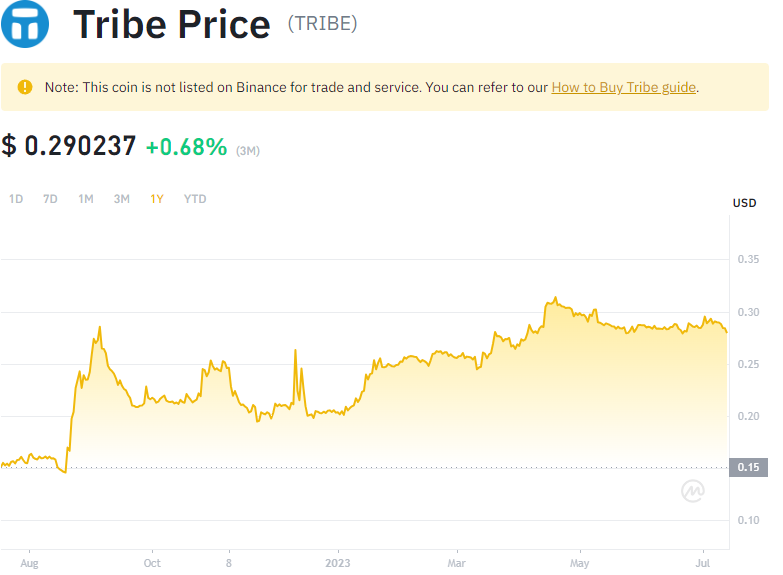 Tribe Price (TRIBE)
Note: This coin is not listed on Binance for trade and service. You can refer to our How to Buy Tribe guide.
$ 0.290237 +0.68% (3M)
1D 7D 1M 3M 1Y YTD
USD
0.35
0.30
0.25
0.20
0.15
0.10
Aug Oct 8 2023 Mar May Jul